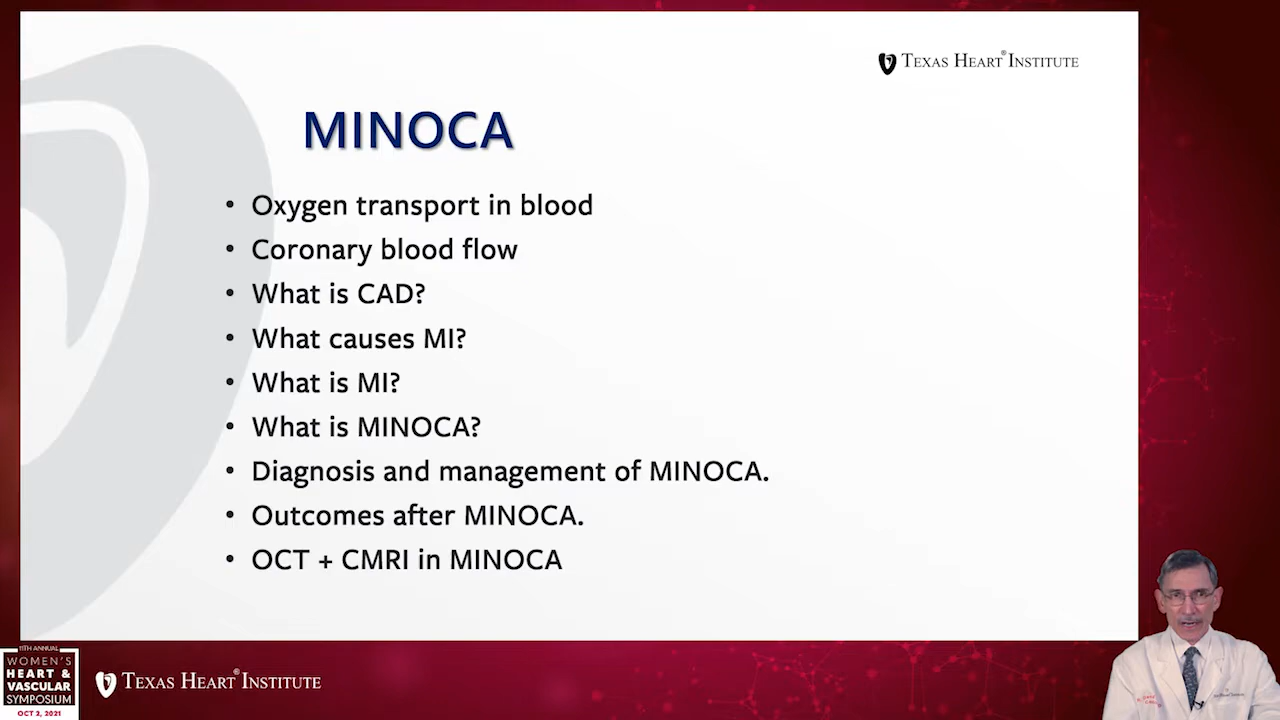 TEXAS HEART® INSTITUTE
MINOCA
• Oxygen transport in blood
• Coronary blood flow
• What is CAD?
• What causes MI?
• What is MI?
• What is MINOCA?
• Diagnosis and management of MINOCA.
• Outcomes after MINOCA.
• OCT + CMRI in MINOCA
11TH ANNUAL
WOMEN'S
HEART &
VASCULAR
SYMPOSIUM
OCT 2, 2021
TEXAS HEART® INSTITUTE